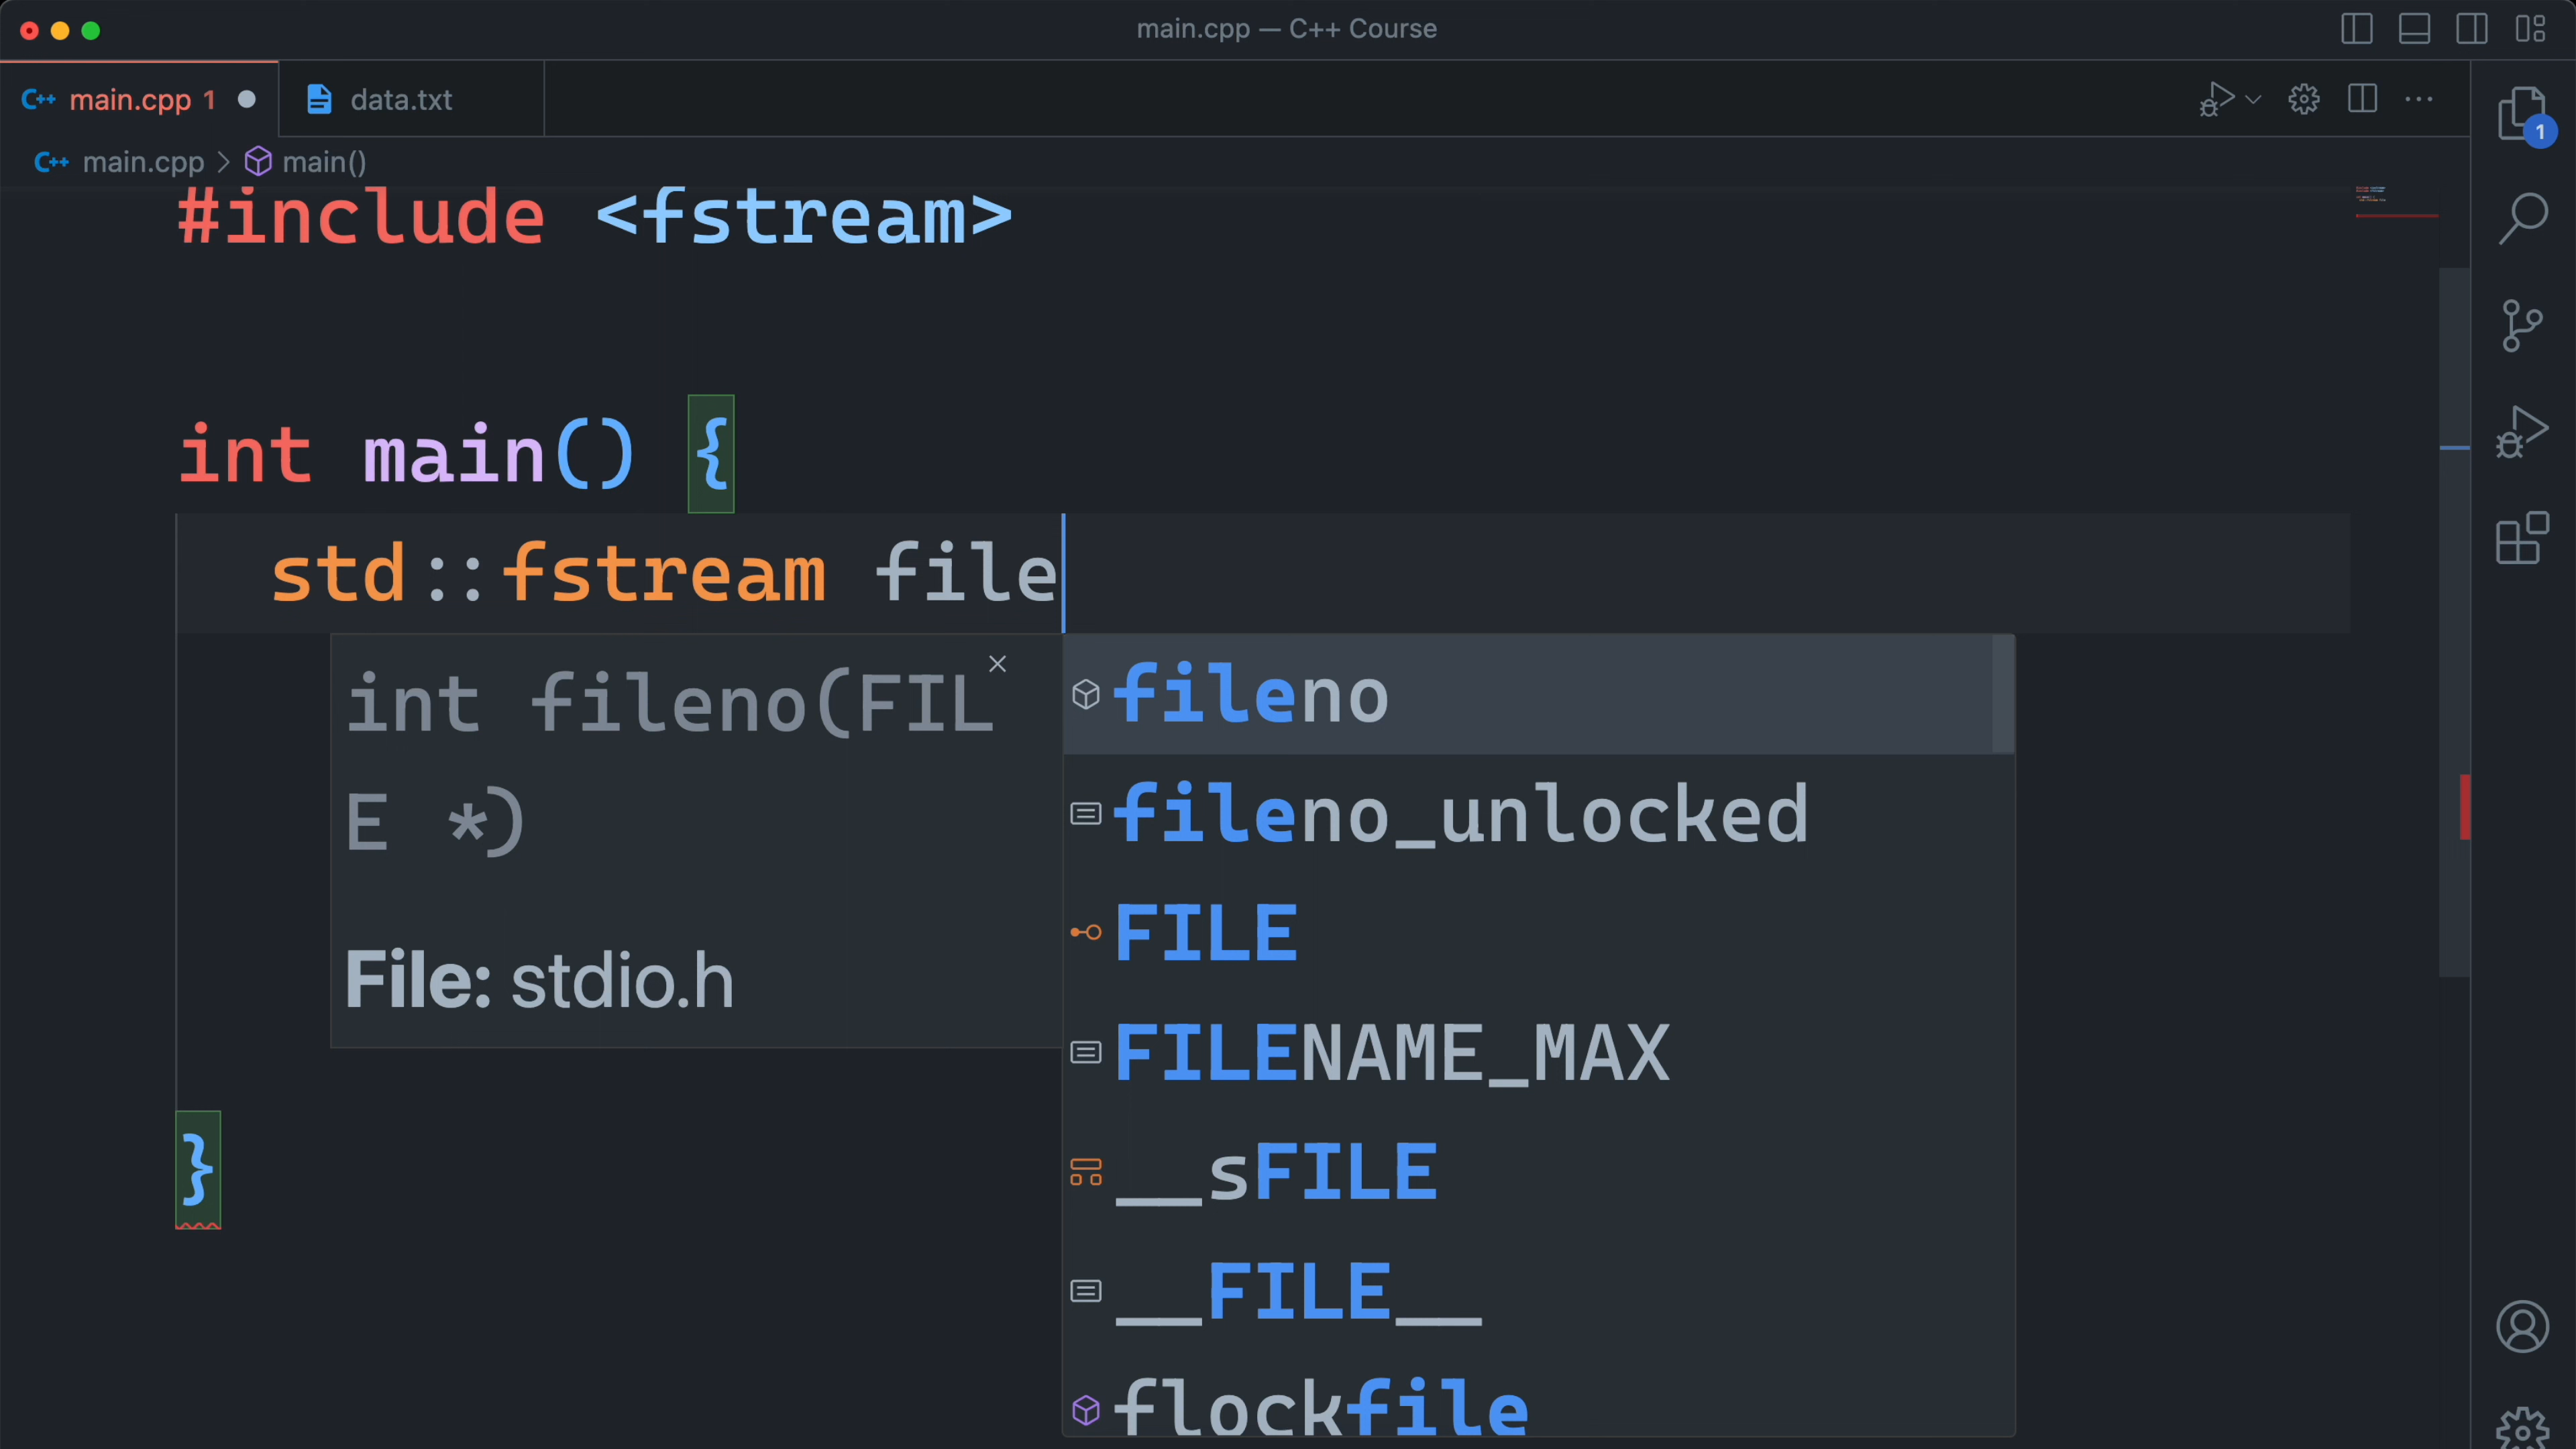 main.cpp — C++ Course
C++ main.cpp 1
data.txt
C++ main.cpp > main()
1
#include <fstream>
int main() {
std::fstream file
int fileno(FIL
E *)
File: stdio.h
fileno
fileno_unlocked
FILE
FILENAME_MAX
__sFILE
__FILE__
flockfile
}